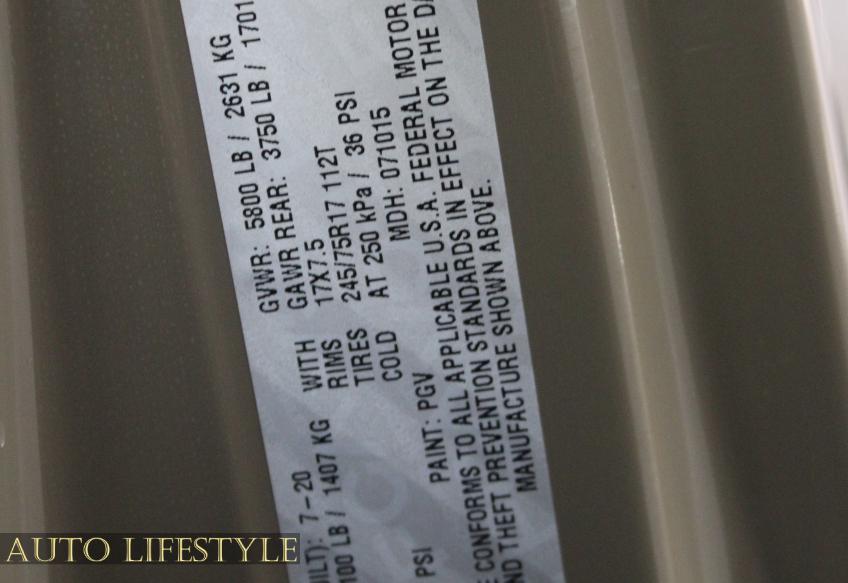 7-20 GVWR: 5800 LB / 2631 KG
100 LB / 1407 KG WITH GAWR REAR: 3750 LB / 1701
RIMS 17X7.5
TIRES 245/75R17 112T
PSI COLD AT 250 kPa / 36 PSI
PAINT: PGV MDH: 071015
CONFORMS TO ALL APPLICABLE U.S.A. FEDERAL MOTOR
THEFT PREVENTION STANDARDS IN EFFECT ON THE
MANUFACTURE SHOWN ABOVE.
AUTO LIFESTYLE